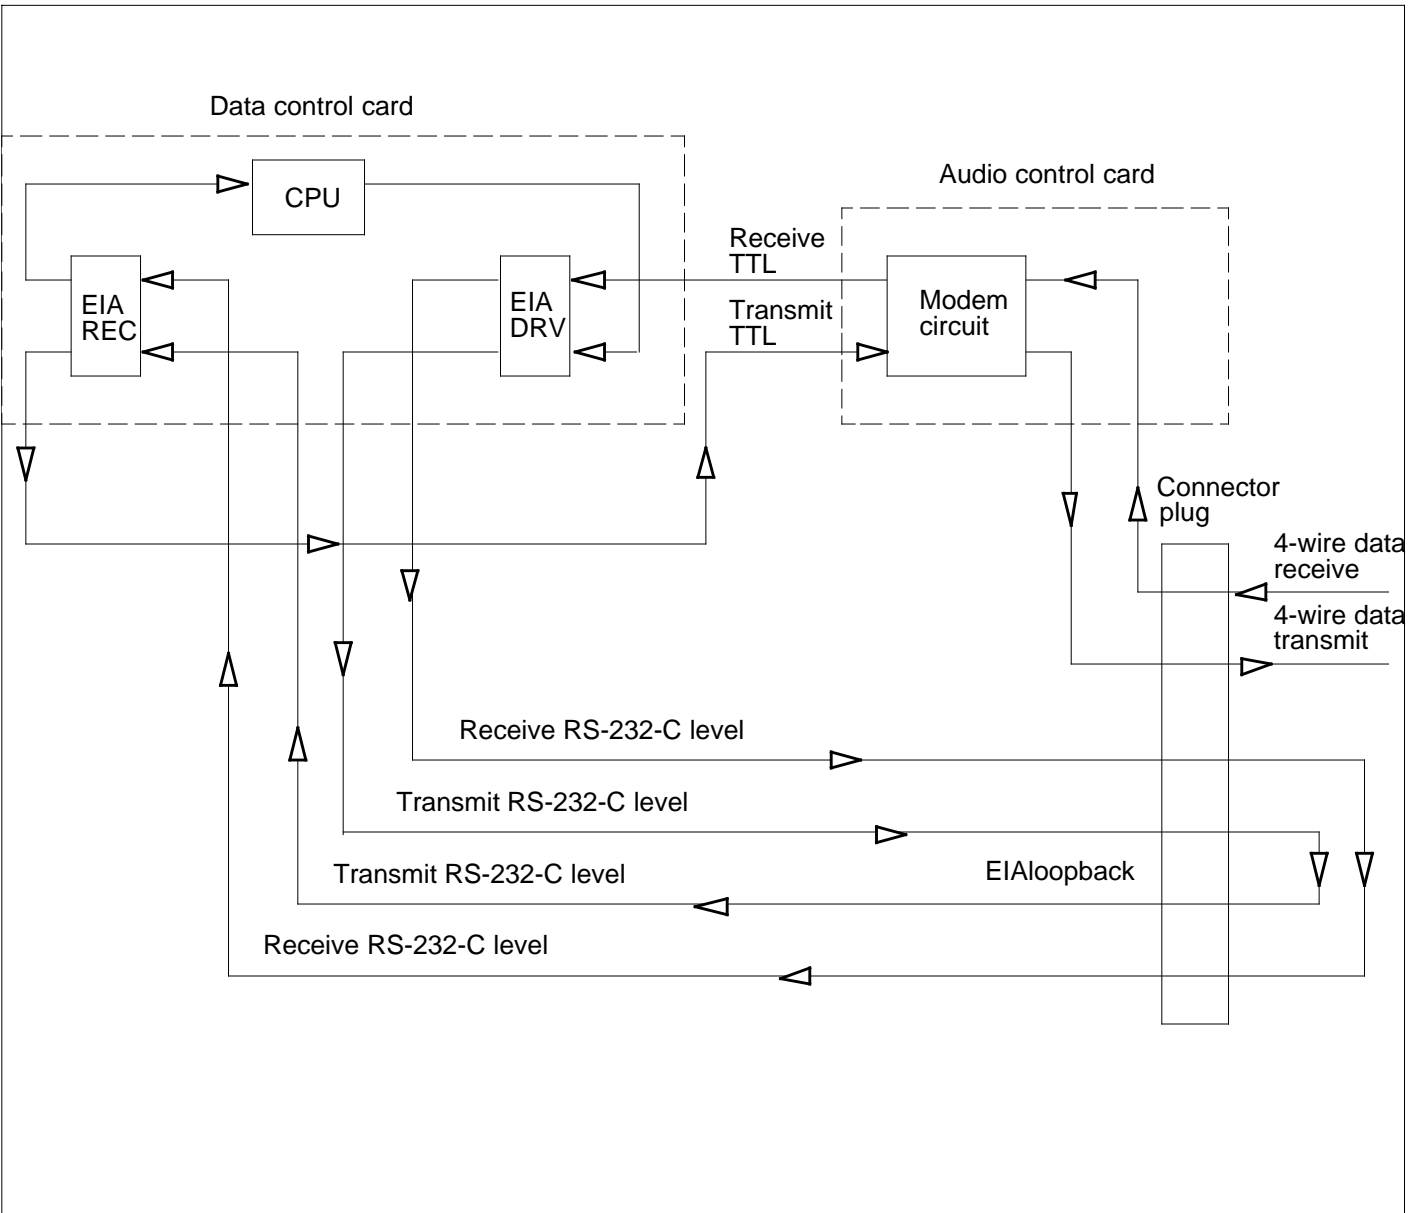 Data control card
Audio control card
CPU
Receive
TTL
EIA
REC
EIA
DRV
Transmit
TTL
Modem
circuit
Connector
plug
4-wire data
receive
4-wire data
transmit
Receive RS-232-C level
Transmit RS-232-C level
Transmit RS-232-C level
EIAloopback
Receive RS-232-C level